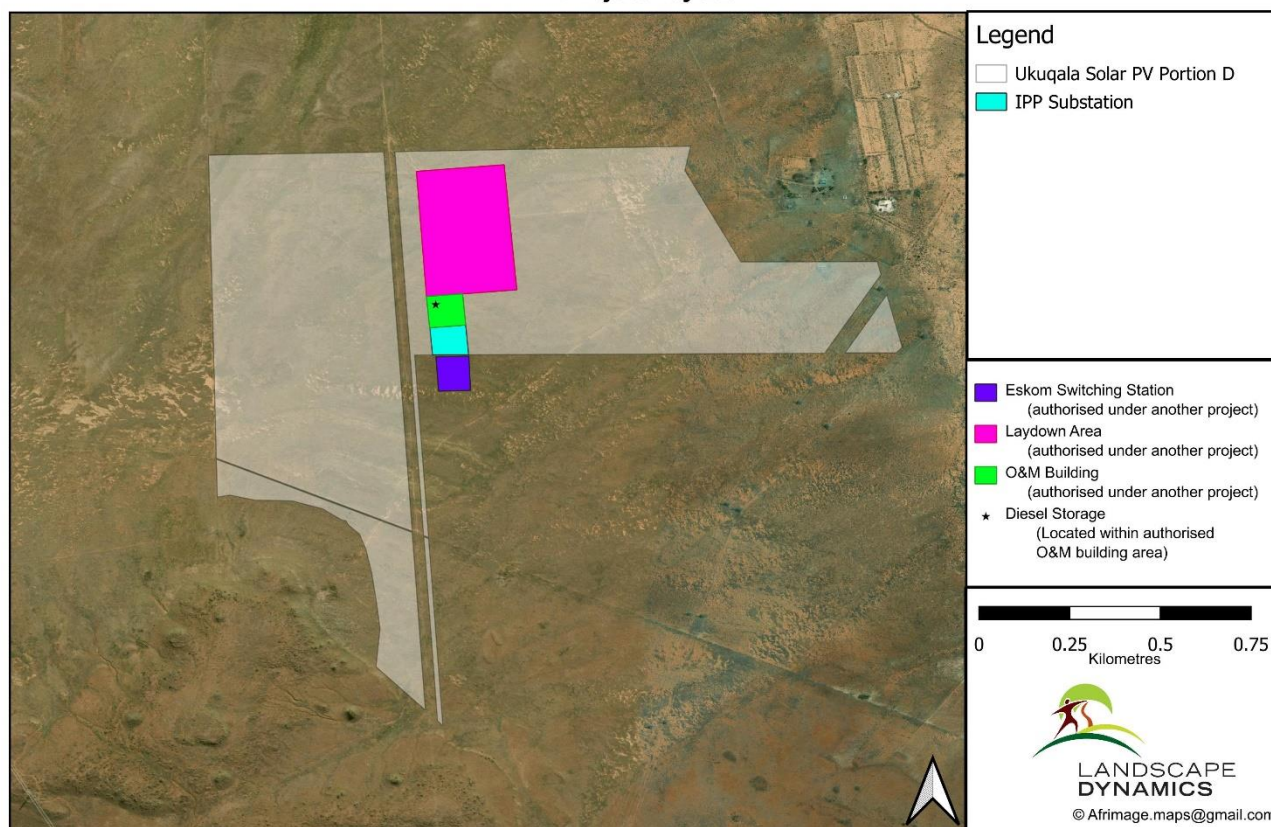 Legend
Ukuqala Solar PV Portion D
IPP Substation
Eskom Switching Station
(authorised under another project)
Laydown Area
(authorised under another project)
O&M Building
(authorised under another project)
Diesel Storage
(Located within authorised
O&M building area)
0 0.25 0.5 0.75
Kilometres
LANDSCAPE
DYNAMICS
© Afrimage.maps@gmail.com